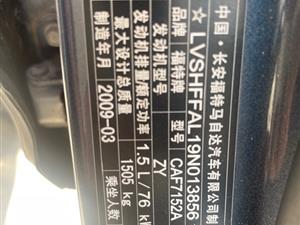 中国·长安福特马自达汽车有限公司制
☆LVSHFFAL19N013856
品牌 福特牌 型号 CAF7152A
发动机型号 ZY
发动机排量/额定功率 1.5L/76 k
最大设计总质量 1505 kg
制造年月 2009-03 乘坐人数